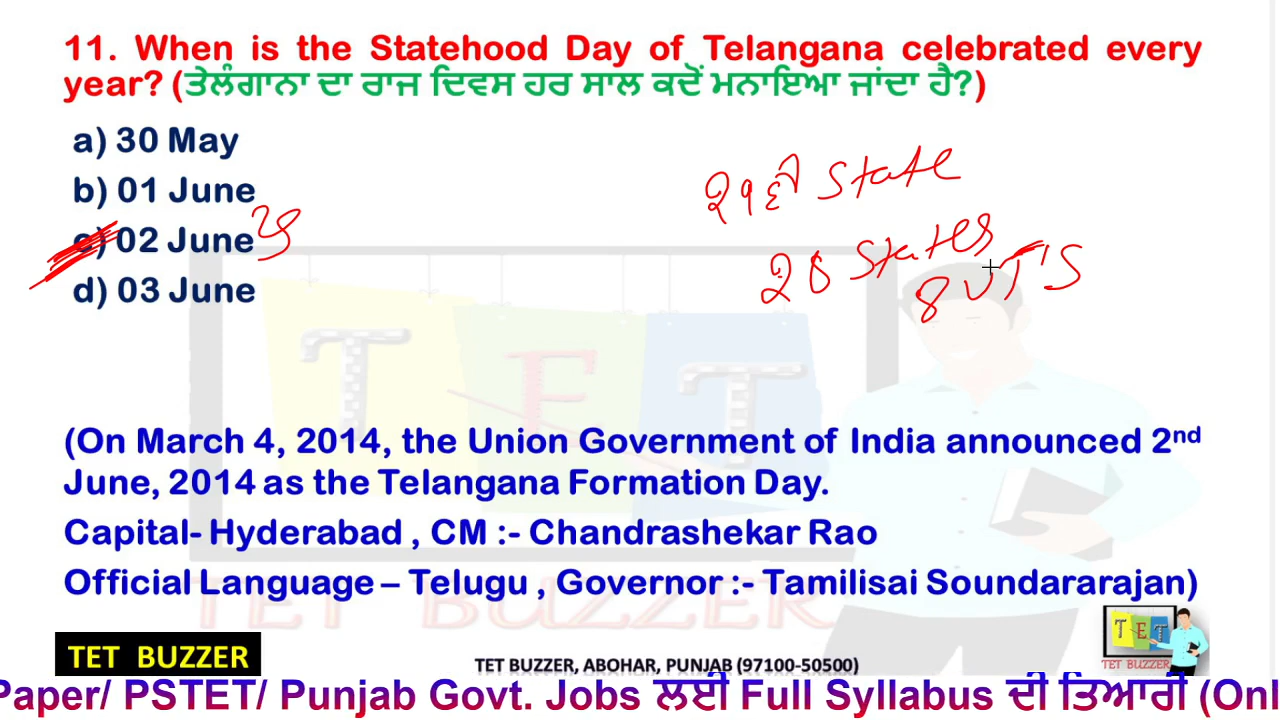 11. When is the Statehood Day of Telangana celebrated every
year? (ਤੇਲੰਗਾਨਾ ਦਾ ਰਾਜ ਦਿਵਸ ਹਰ ਸਾਲ ਕਦੋਂ ਮਨਾਇਆ ਜਾਂਦਾ ਹੈ?)
a) 30 May
b) 01 June
c) 02 June
d) 03 June
State
28 States
8 UT'S
TET
(On March 4, 2014, the Union Government of India announced 2nd
June, 2014 as the Telangana Formation Day.
Capital- Hyderabad , CM :- Chandrashekar Rao
Official Language – Telugu , Governor :- Tamilisai Soundararajan)
TET BUZZER
TET
TET BUZZER
TET BUZZER
TET BUZZER, ABOHAR, PUNJAB (97100-50500)
Paper/ PSTET/ Punjab Govt. Jobs ਲਈ Full Syllabus ਦੀ ਤਿਆਰੀ (Onl